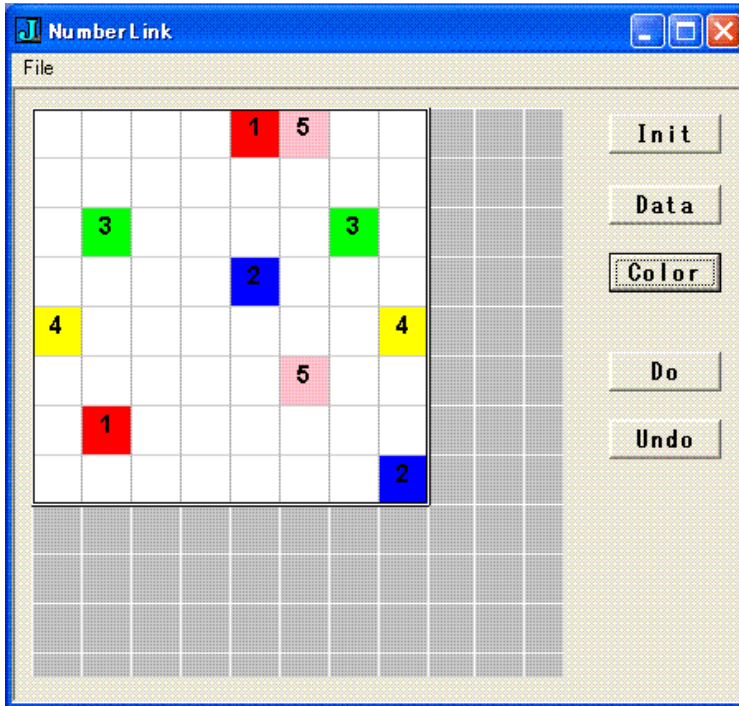 NumberLink
File
1 5
Init
Data
3 3
2
Color
4 4
5
Do
1
Undo
2